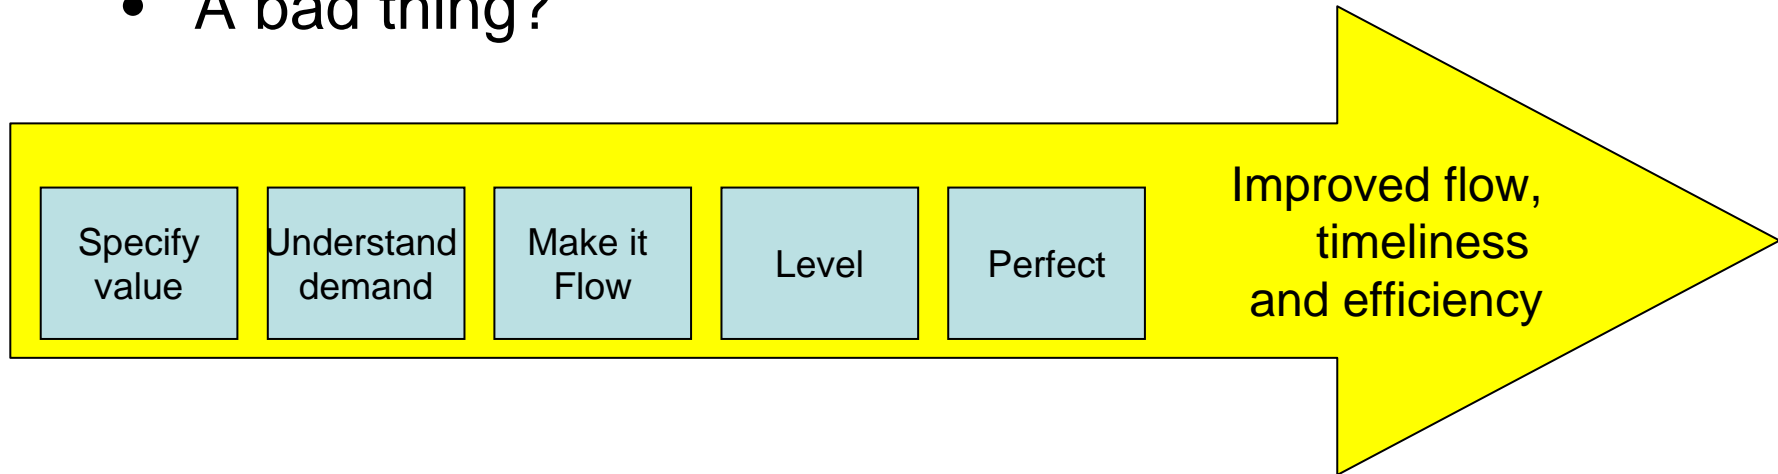 • A bad thing?
Specify
value
Understand
demand
Make it
Flow
Level
Perfect
Improved flow,
timeliness
and efficiency